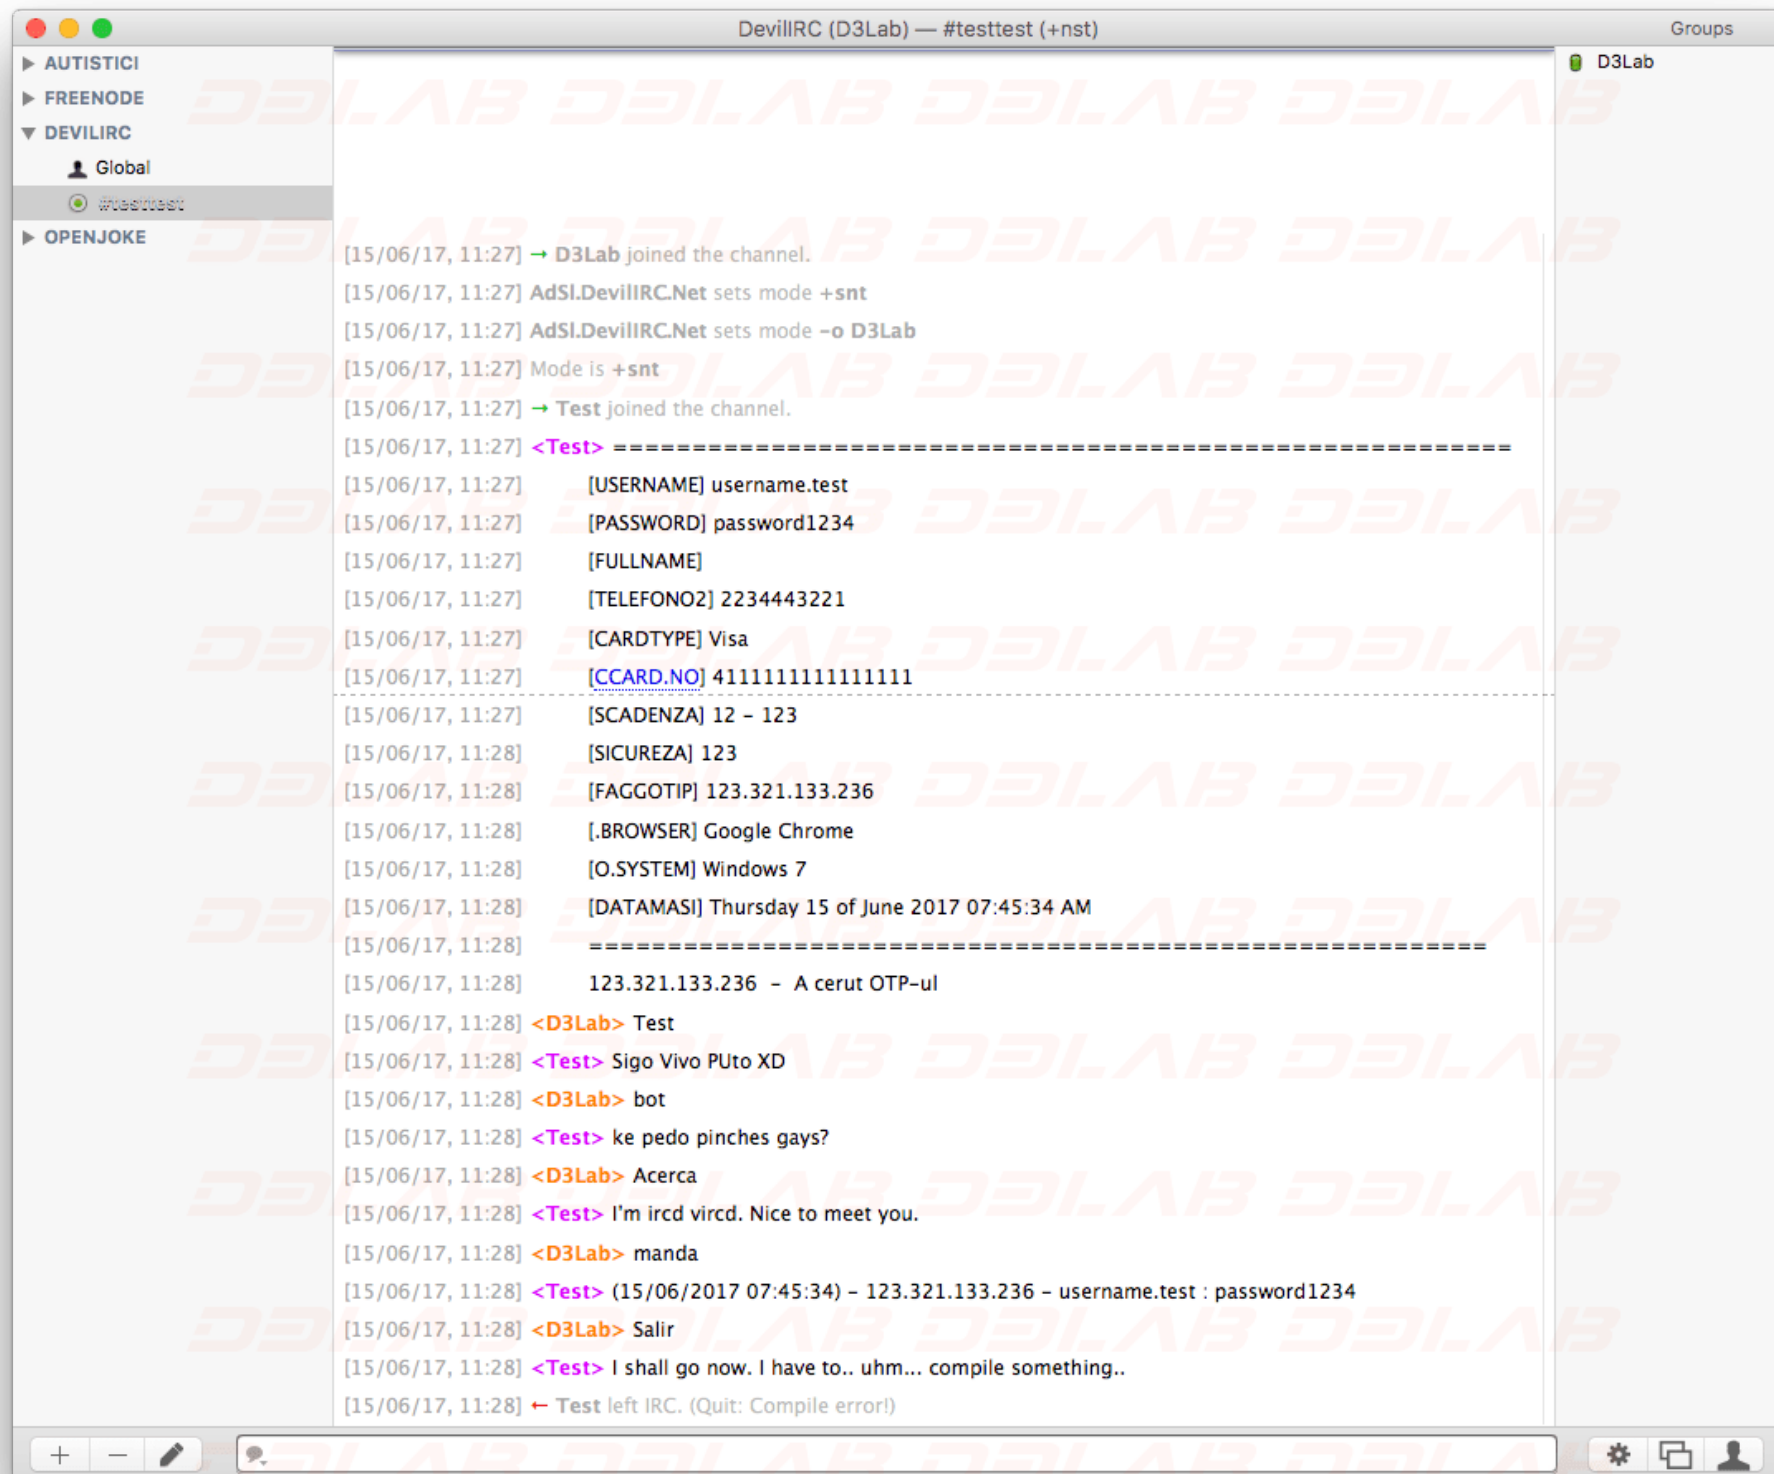 DevilIRC (D3Lab) — #testtest (+nst)
Groups
AUTISTICI
FREENODE
DEVILIRC
Global
#testtest
OPENJOKE
D3Lab
[15/06/17, 11:27] → D3Lab joined the channel.
[15/06/17, 11:27] AdSl.DevilIRC.Net sets mode +snt
[15/06/17, 11:27] AdSl.DevilIRC.Net sets mode -o D3Lab
[15/06/17, 11:27] Mode is +snt
[15/06/17, 11:27] → Test joined the channel.
[15/06/17, 11:27] <Test> =========================================================
[15/06/17, 11:27] [USERNAME] username.test
[15/06/17, 11:27] [PASSWORD] password1234
[15/06/17, 11:27] [FULLNAME]
[15/06/17, 11:27] [TELEFONO2] 2234443221
[15/06/17, 11:27] [CARDTYPE] Visa
[15/06/17, 11:27] [CCARD.NO] 4111111111111111
[15/06/17, 11:27] [SCADENZA] 12 - 123
[15/06/17, 11:28] [SICUREZA] 123
[15/06/17, 11:28] [FAGGOTIP] 123.321.133.236
[15/06/17, 11:28] [.BROWSER] Google Chrome
[15/06/17, 11:28] [O.SYSTEM] Windows 7
[15/06/17, 11:28] [DATAMASI] Thursday 15 of June 2017 07:45:34 AM
[15/06/17, 11:28] =========================================================
[15/06/17, 11:28] 123.321.133.236 - A cerut OTP-ul
[15/06/17, 11:28] <D3Lab> Test
[15/06/17, 11:28] <Test> Sigo Vivo PUto XD
[15/06/17, 11:28] <D3Lab> bot
[15/06/17, 11:28] <Test> ke pedo pinches gays?
[15/06/17, 11:28] <D3Lab> Acerca
[15/06/17, 11:28] <Test> I'm ircd vircd. Nice to meet you.
[15/06/17, 11:28] <D3Lab> manda
[15/06/17, 11:28] <Test> (15/06/2017 07:45:34) - 123.321.133.236 - username.test : password1234
[15/06/17, 11:28] <D3Lab> Salir
[15/06/17, 11:28] <Test> I shall go now. I have to.. uhm... compile something..
[15/06/17, 11:28] ← Test left IRC. (Quit: Compile error!)